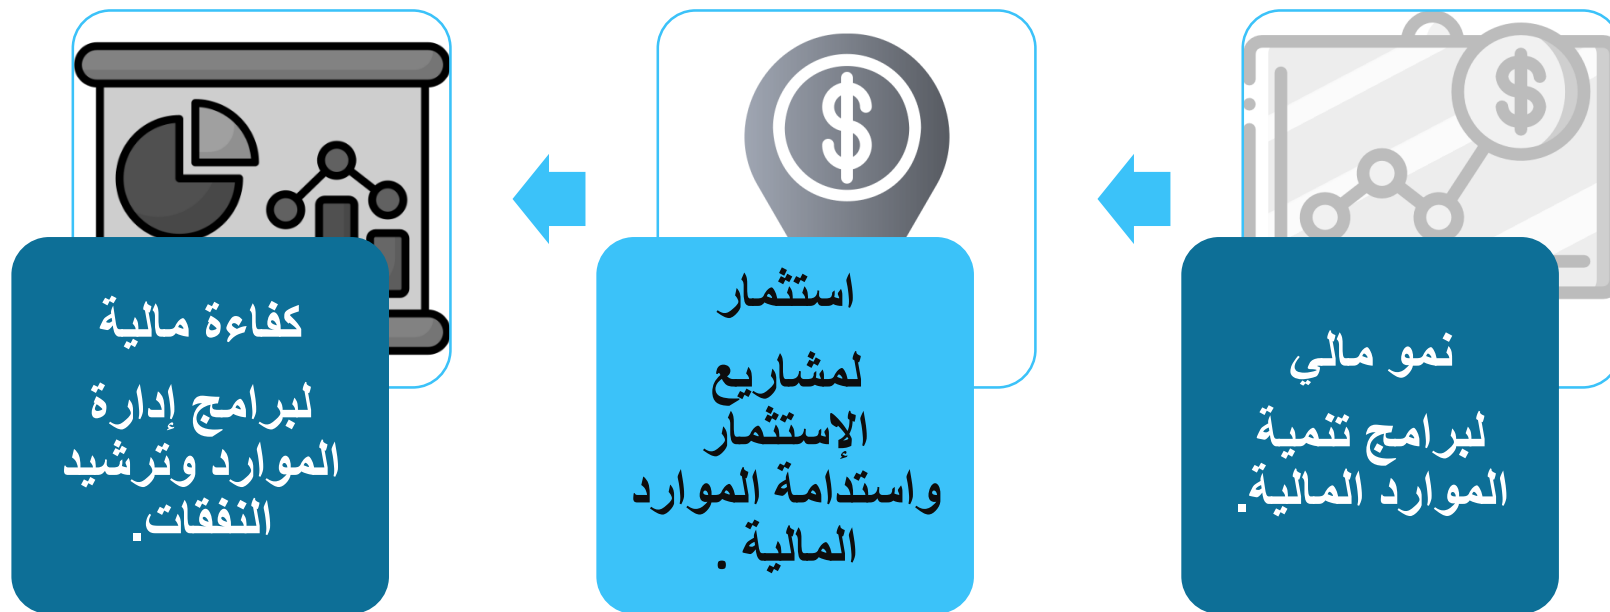 نمو مالي
لبرامج تنمية
الموارد المالية.
استثمار
لمشاريع
الإستثمار
واستدامة الموارد
المالية .
كفاءة مالية
لبرامج إدارة
الموارد وترشيد
النفقات.